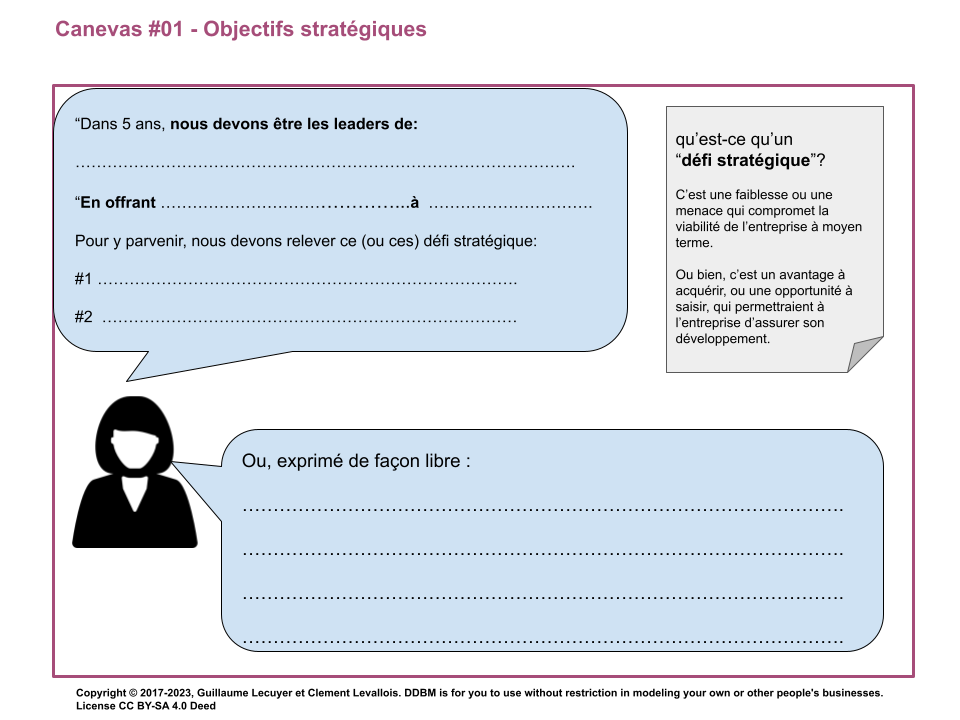 Canevas #01 - Objectifs stratégiques
“Dans 5 ans, nous devons être les leaders de:
……………………………………………………………………………………….
“En offrant ……………………………………..à ………………………….
Pour y parvenir, nous devons relever ce (ou ces) défi stratégique:
#1 …………………………………………………………………….
#2 …………………………………………………………………….
qu’est-ce qu’un
“défi stratégique”?
C’est une faiblesse ou une
menace qui compromet la
viabilité de l’entreprise à moyen
terme.
Ou bien, c’est un avantage à
acquérir, ou une opportunité à
saisir, qui permettraient à
l’entreprise d’assurer son
développement.
Ou, exprimé de façon libre :
……………………………………………………………………………………
…………………………………………………………………………………….
…………………………………………………………………………………….
…………………………………………………………………………………….
Copyright © 2017-2023, Guillaume Lecuyer et Clement Levallois. DDBM is for you to use without restriction in modeling your own or other people's businesses.
License CC BY-SA 4.0 Deed